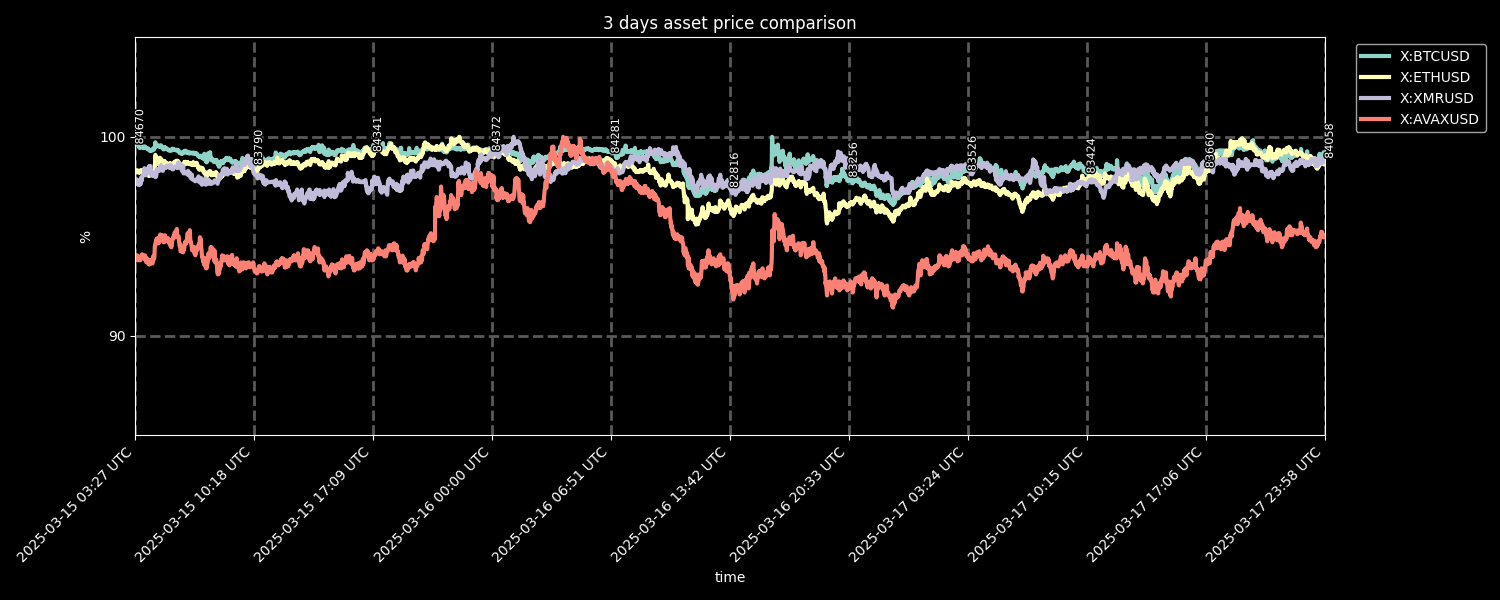 3 days asset price comparison
X:BTCUSD
X:ETHUSD
X:XMRUSD
X:AVAXUSD
100
90
%
84670
83790
84341
84372
84281
82816
83256
83526
83424
83660
84058
2025-03-15 03:27 UTC
2025-03-15 10:18 UTC
2025-03-15 17:09 UTC
2025-03-16 00:00 UTC
2025-03-16 06:51 UTC
2025-03-16 13:42 UTC
2025-03-16 20:33 UTC
2025-03-17 03:24 UTC
2025-03-17 10:15 UTC
2025-03-17 17:06 UTC
2025-03-17 23:58 UTC
time